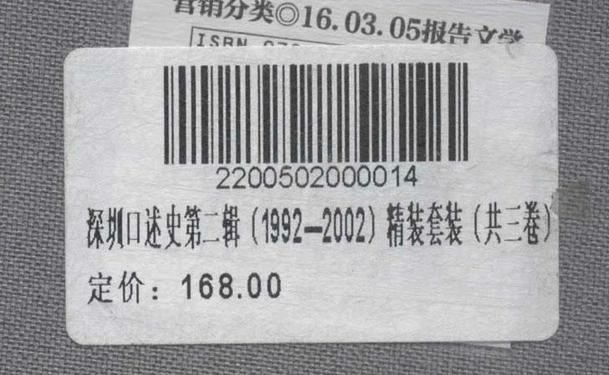 营销分类◎16.03.05报告文学
ISBN 97
2200502000014
深圳口述史第二辑（1992—2002）精装套装（共三卷）
定价：168.00